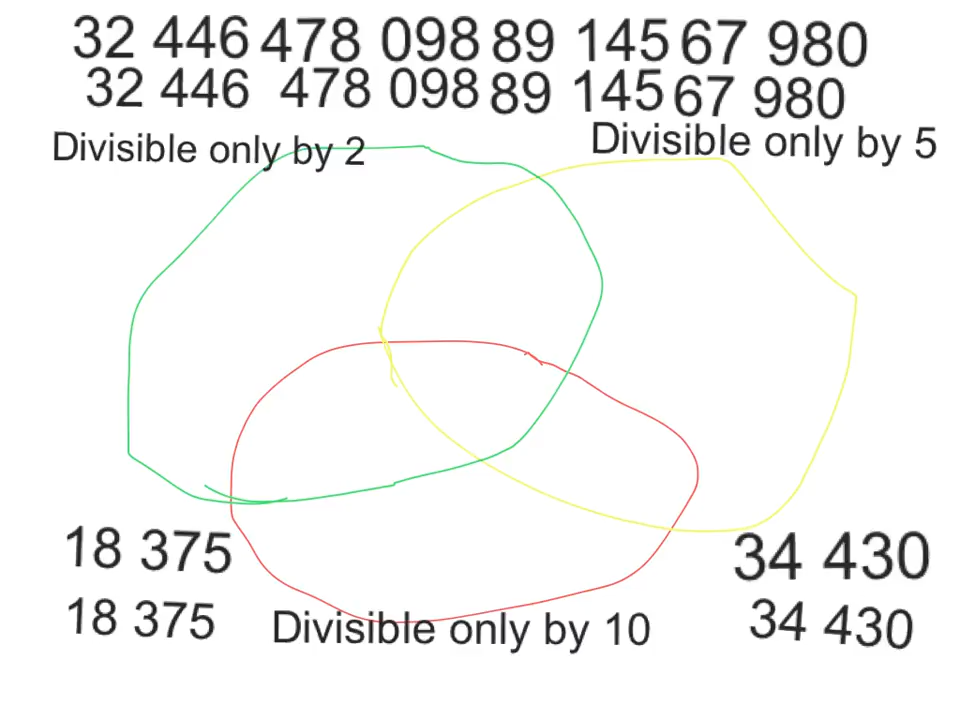 32 446 478 098 89 145 67 980
32 446 478 098 89 145 67 980
Divisible only by 2
Divisible only by 5
18 375
34 430
18 375
34 430
Divisible only by 10